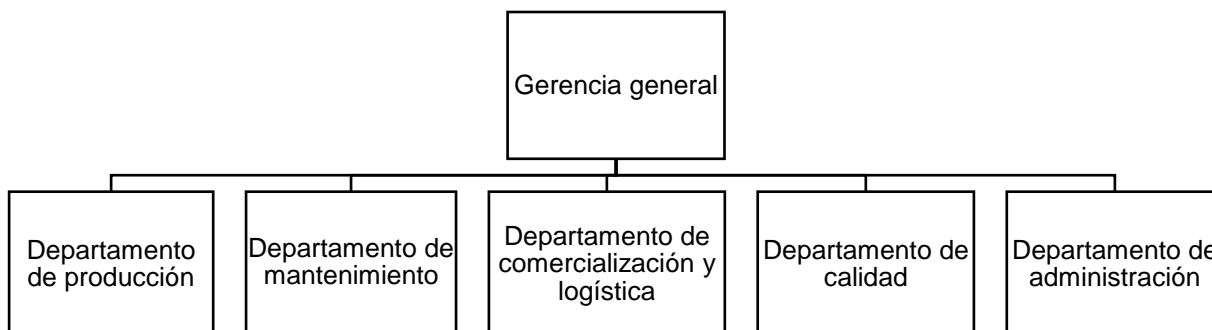 Gerencia general
Departamento
de producción
Departamento de
mantenimiento
Departamento de
comercialización y
logística
Departamento de
calidad
Departamento de
administración